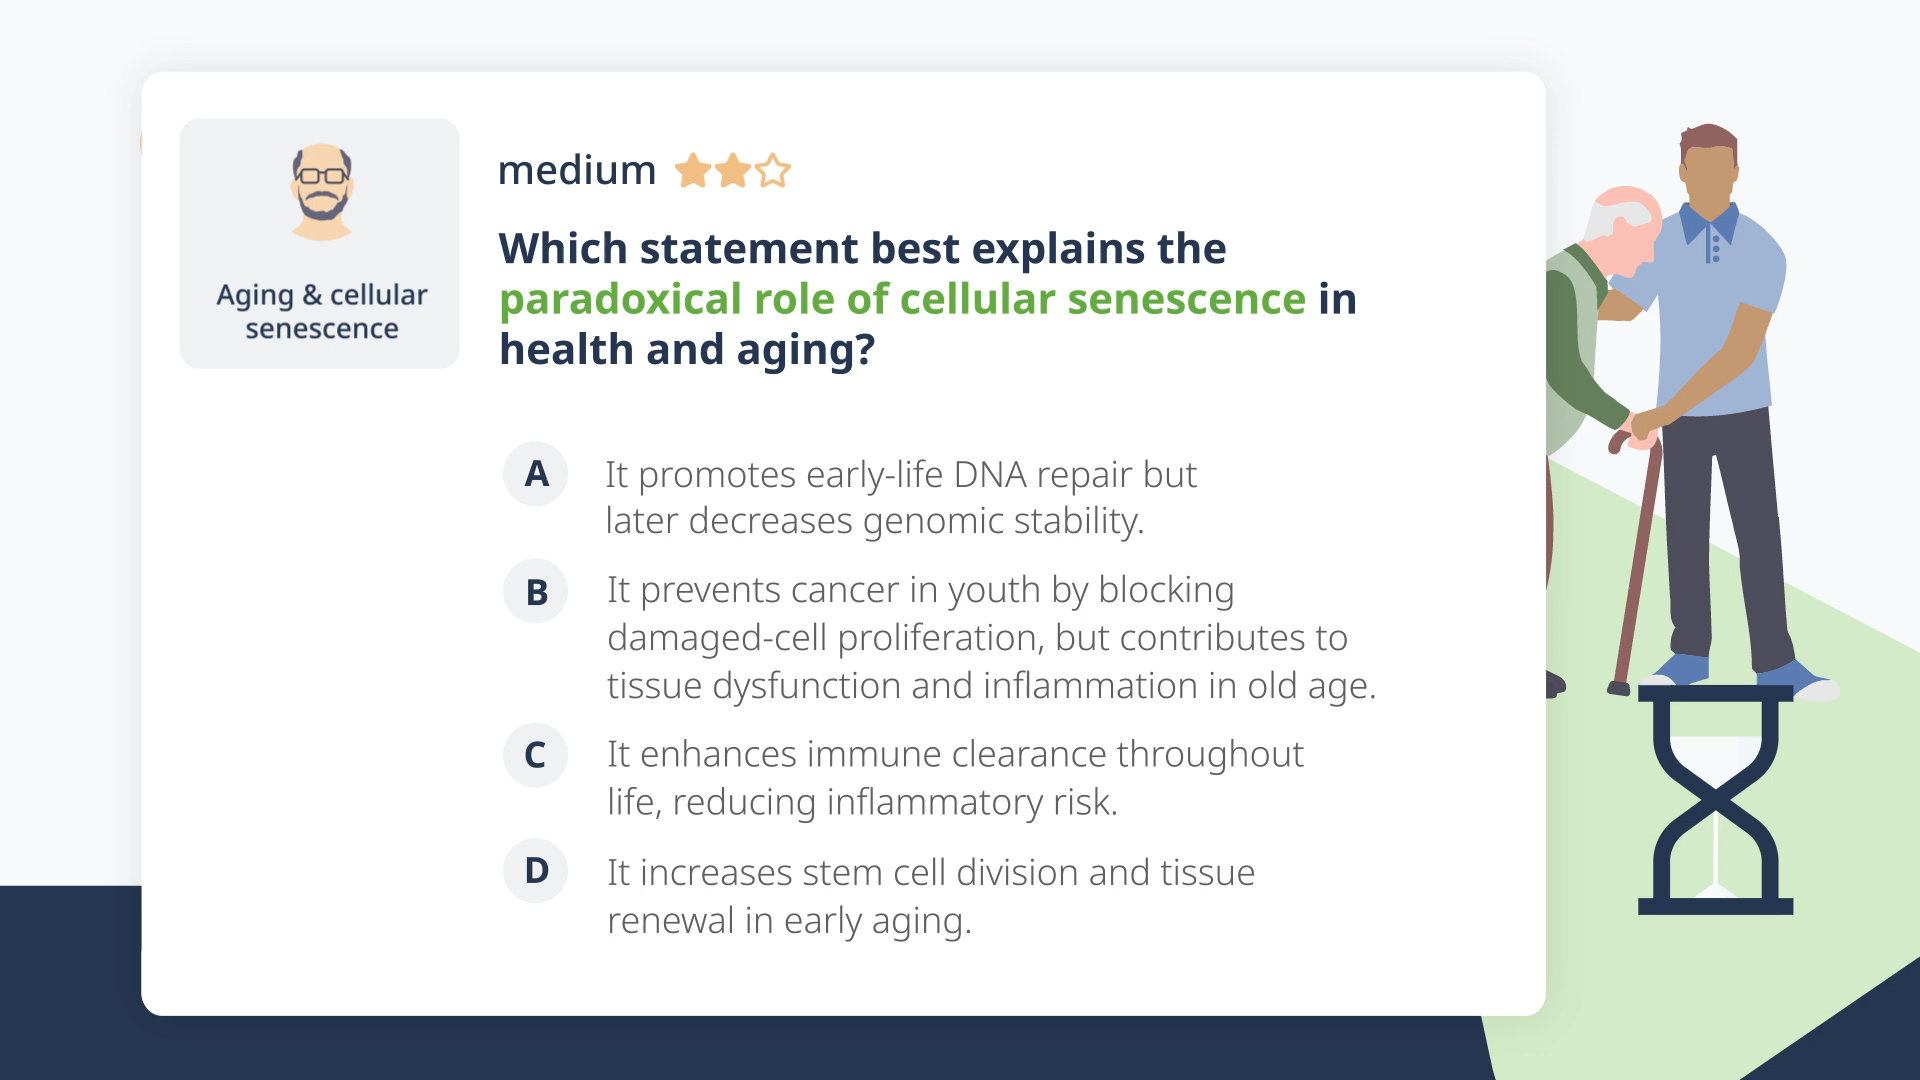 Aging & cellular
senescence
medium
Which statement best explains the
paradoxical role of cellular senescence in
health and aging?
A
It promotes early-life DNA repair but
later decreases genomic stability.
B
It prevents cancer in youth by blocking
damaged-cell proliferation, but contributes to
tissue dysfunction and inflammation in old age.
C
It enhances immune clearance throughout
life, reducing inflammatory risk.
D
It increases stem cell division and tissue
renewal in early aging.